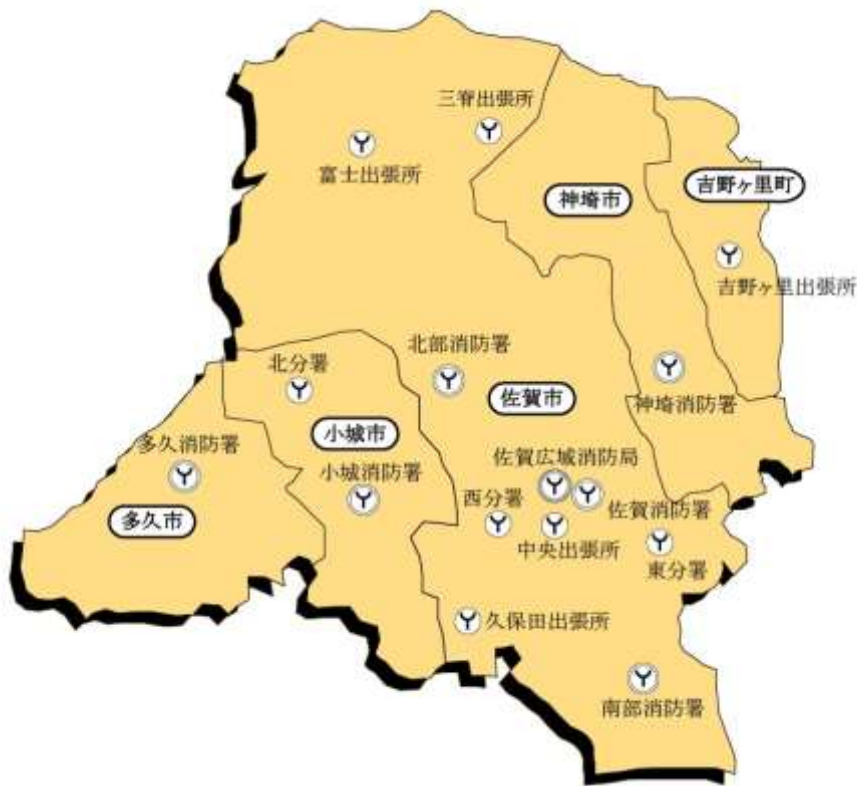 三脊出張所
富士出張所
吉野ヶ里町
神埼市
吉野ヶ里出張所
北部消防署
北分署
佐賀市
神埼消防署
小城市
多久消防署
小城消防署
佐賀広域消防局
西分署
佐賀消防署
多久市
中央出張所
東分署
久保田出張所
南部消防署